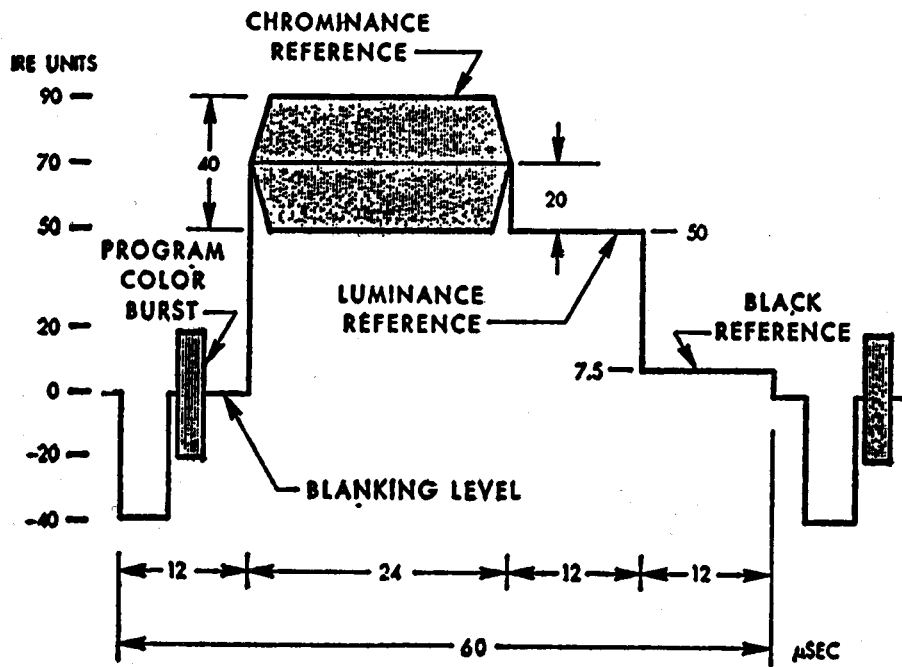 CHROMINANCE
REFERENCE
IRE UNITS
90
70
50
20
0
-20
-40
40
20
50
PROGRAM
COLOR
BURST
LUMINANCE
REFERENCE
BLACK
REFERENCE
7.5
BLANKING LEVEL
12
24
12
12
60
μSEC